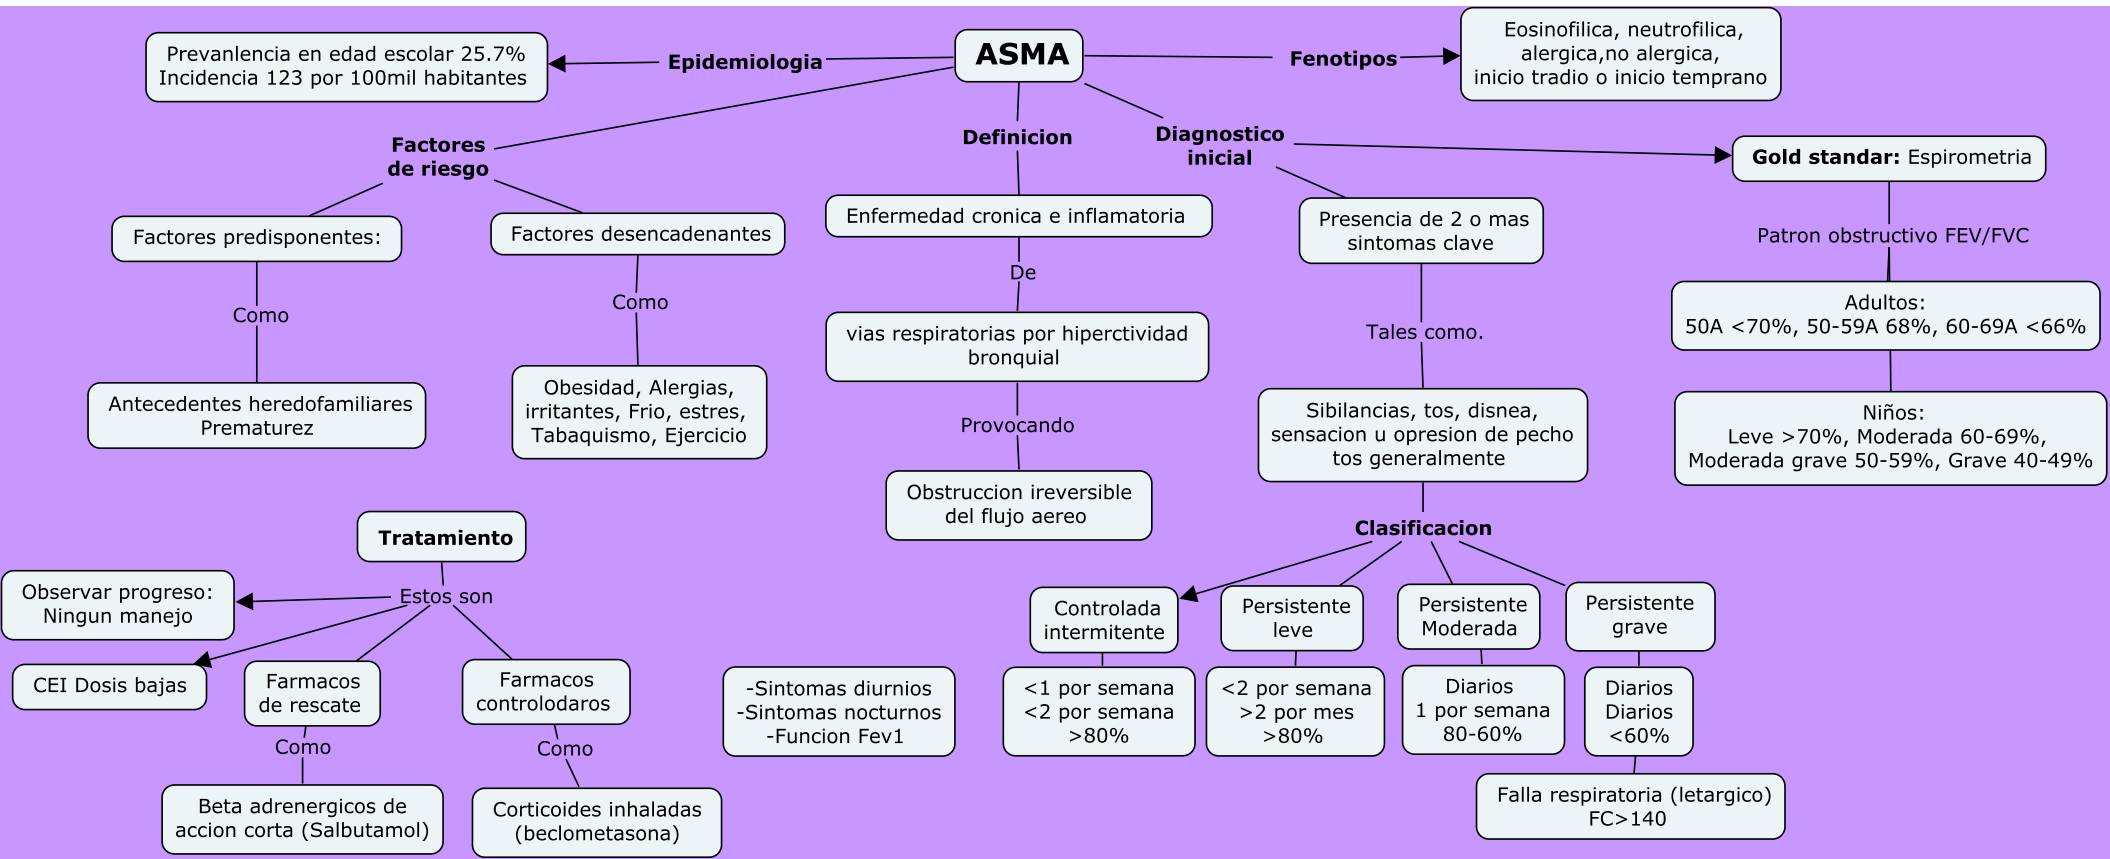 ASMA
Epidemiologia
Prevanlencia en edad escolar 25.7%
Incidencia 123 por 100mil habitantes
Fenotipos
Eosinofilica, neutrofilica,
alergica,no alergica,
inicio tradio o inicio temprano
Factores
de riesgo
Factores predisponentes:
Como
Antecedentes heredofamiliares
Prematurez
Factores desencadenantes
Como
Obesidad, Alergias,
irritantes, Frio, estres,
Tabaquismo, Ejercicio
Definicion
Enfermedad cronica e inflamatoria
De
vias respiratorias por hiperctividad
bronquial
Provocando
Obstruccion ireversible
del flujo aereo
Diagnostico
inicial
Gold standar: Espirometria
Patron obstructivo FEV/FVC
Adultos:
50A <70%, 50-59A 68%, 60-69A <66%
Niños:
Leve >70%, Moderada 60-69%,
Moderada grave 50-59%, Grave 40-49%
Presencia de 2 o mas
sintomas clave
Tales como.
Sibilancias, tos, disnea,
sensacion u opresion de pecho
tos generalmente
Clasificacion
Controlada
intermitente
Persistente
leve
Persistente
Moderada
Persistente
grave
-Sintomas diurnios
-Sintomas nocturnos
-Funcion Fev1
<1 por semana
<2 por semana
>80%
<2 por semana
>2 por mes
>80%
Diarios
1 por semana
80-60%
Diarios
Diarios
<60%
Falla respiratoria (letargico)
FC>140
Tratamiento
Estos son
Observar progreso:
Ningun manejo
CEI Dosis bajas
Farmacos
de rescate
Como
Beta adrenergicos de
accion corta (Salbutamol)
Farmacos
controlodaros
Como
Corticoides inhaladas
(beclometasona)